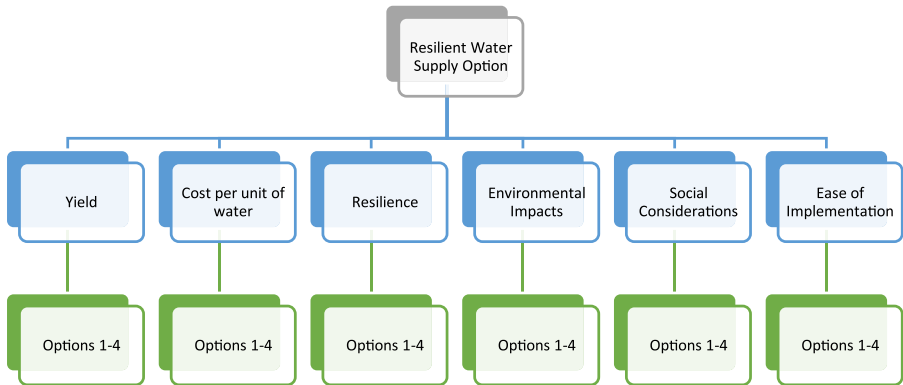 Resilient Water
Supply Option
Yield
Cost per unit of
water
Resilience
Environmental
Impacts
Social
Considerations
Ease of
Implementation
Options 1-4
Options 1-4
Options 1-4
Options 1-4
Options 1-4
Options 1-4